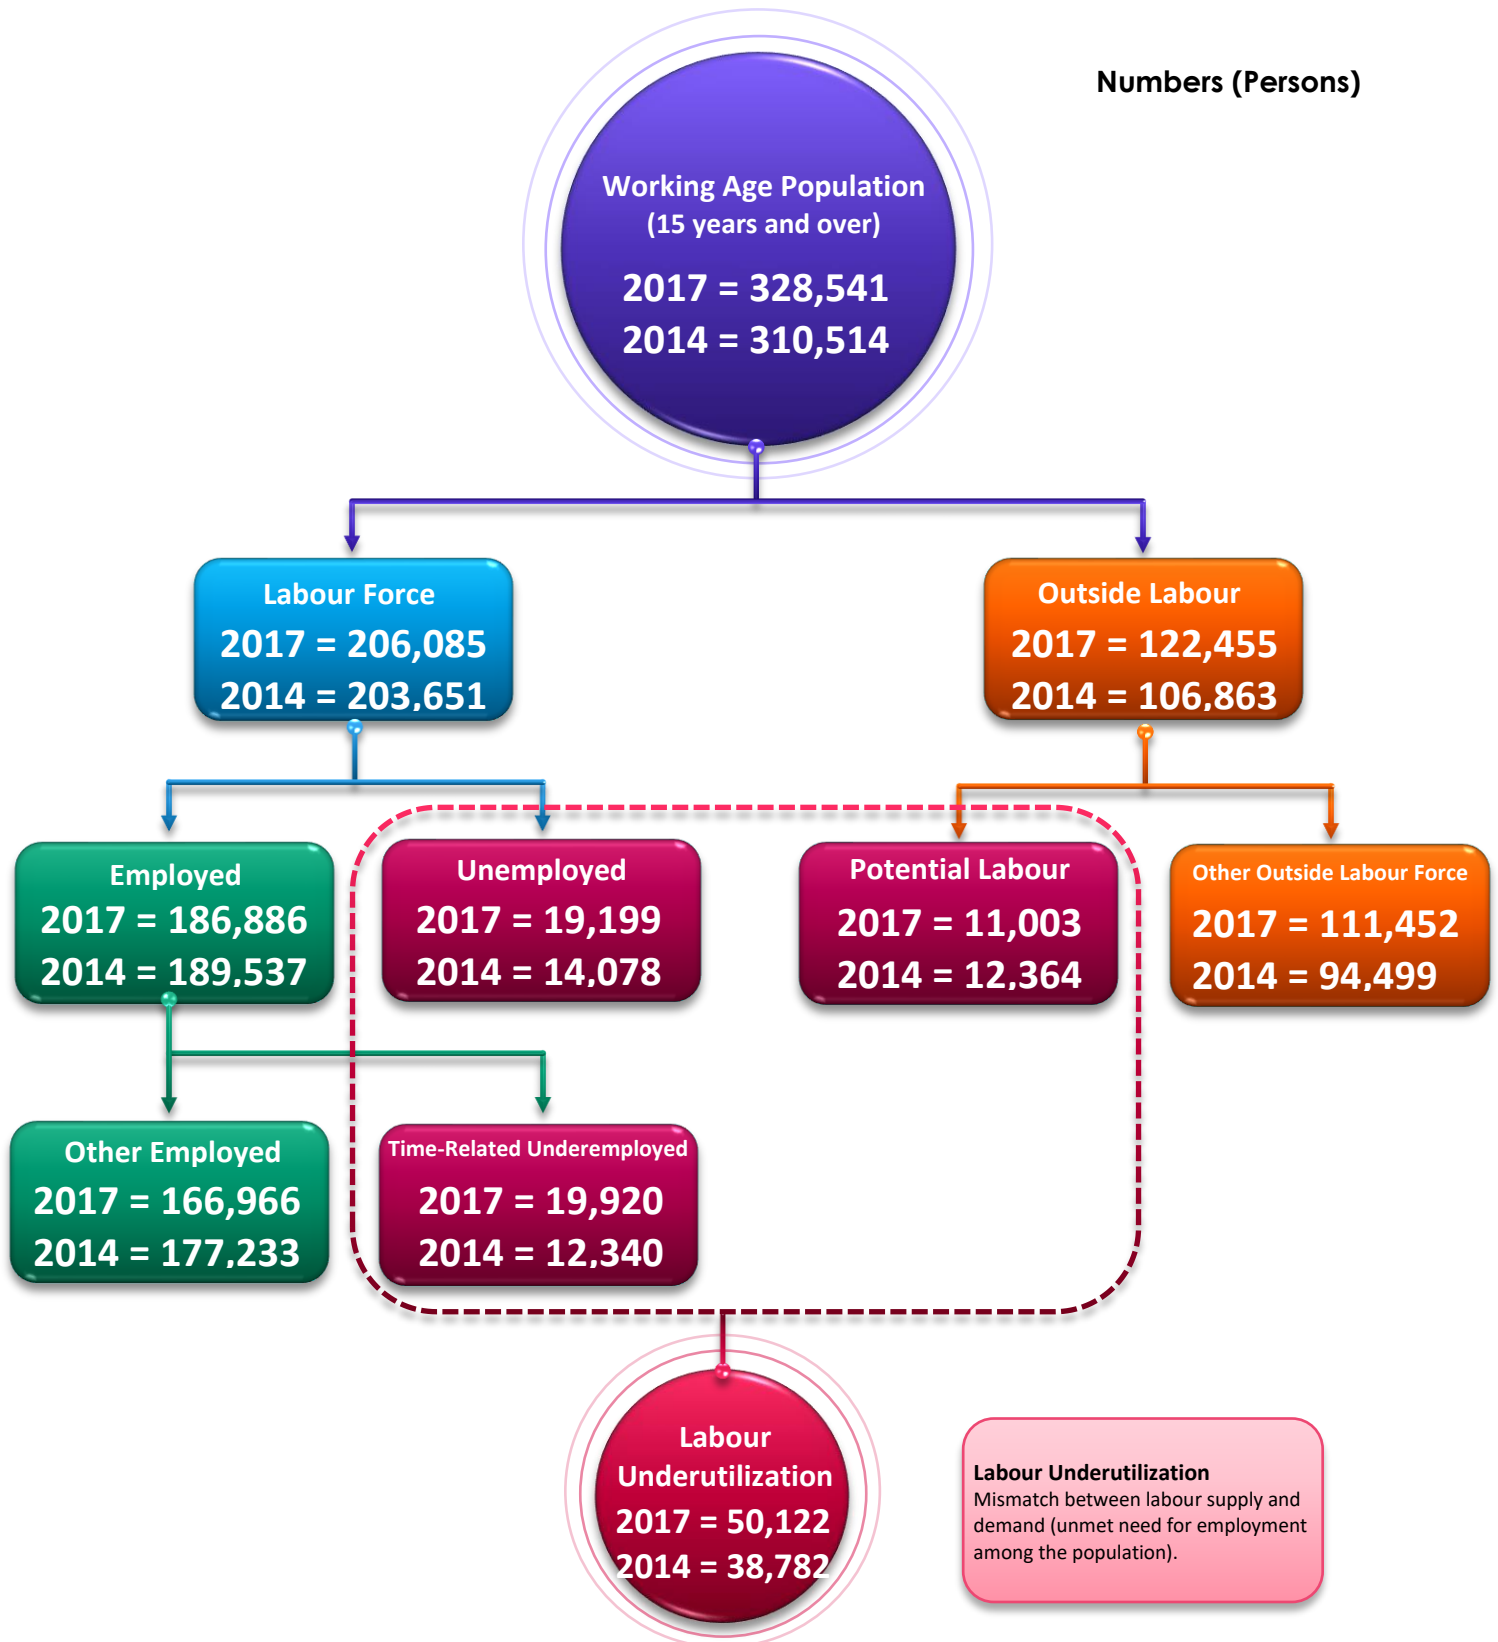 Numbers (Persons)
Working Age Population
(15 years and over)
2017 = 328,541
2014 = 310,514
Labour Force
2017 = 206,085
2014 = 203,651
Outside Labour
2017 = 122,455
2014 = 106,863
Employed
2017 = 186,886
2014 = 189,537
Unemployed
2017 = 19,199
2014 = 14,078
Potential Labour
2017 = 11,003
2014 = 12,364
Other Outside Labour Force
2017 = 111,452
2014 = 94,499
Other Employed
2017 = 166,966
2014 = 177,233
Time-Related Underemployed
2017 = 19,920
2014 = 12,340
Labour
Underutilization
2017 = 50,122
2014 = 38,782
Labour Underutilization
Mismatch between labour supply and
demand (unmet need for employment
among the population).